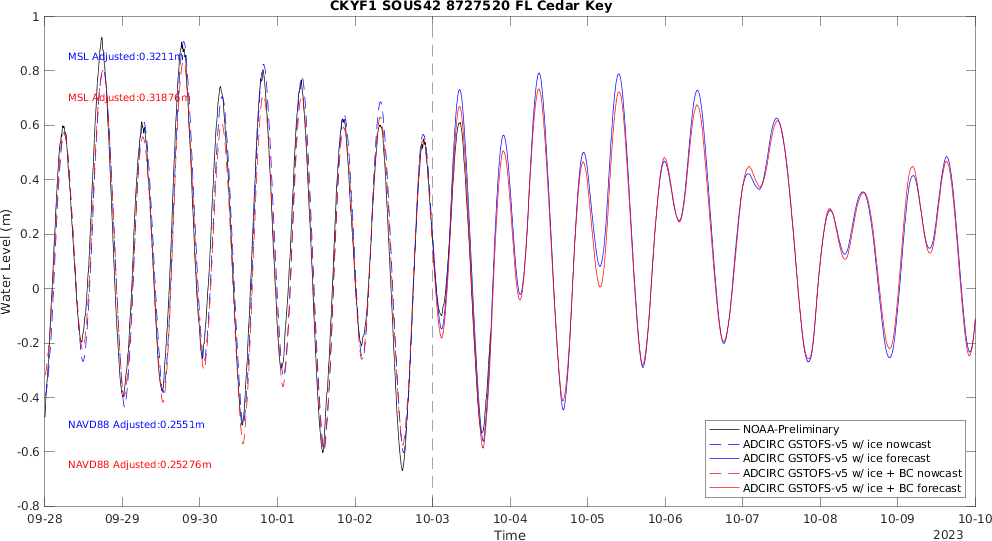 CKYF1 SOUS42 8727520 FL Cedar Key
1
0.8
0.6
0.4
0.2
0
-0.2
-0.4
-0.6
-0.8
Water Level (m)
MSL Adjusted:0.3211m
MSL Adjusted:0.31876m
NAVD88 Adjusted:0.2551m
NAVD88 Adjusted:0.25276m
NOAA-Preliminary
ADCIRC GSTOFS-v5 w/ ice nowcast
ADCIRC GSTOFS-v5 w/ ice forecast
ADCIRC GSTOFS-v5 w/ ice + BC nowcast
ADCIRC GSTOFS-v5 w/ ice + BC forecast
09-28 09-29 09-30 10-01 10-02 10-03 10-04 10-05 10-06 10-07 10-08 10-09 10-10
Time
2023